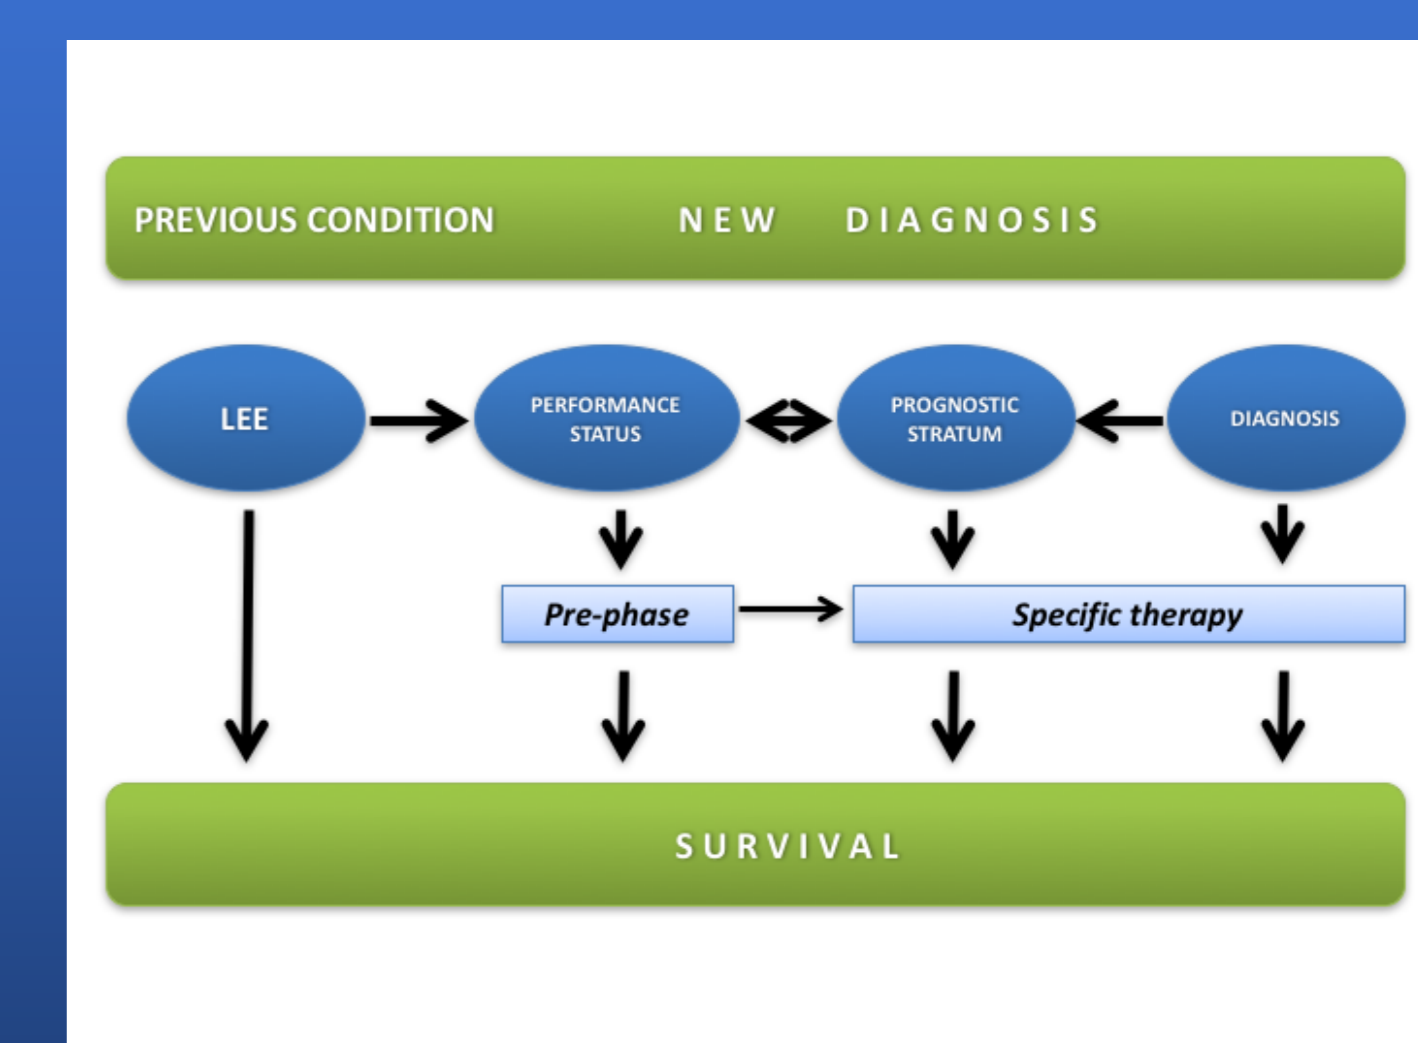 PREVIOUS CONDITION N E W D I A G N O S I S
LEE
PERFORMANCE
STATUS
PROGNOSTIC
STRATUM
DIAGNOSIS
Pre-phase
Specific therapy
S U R V I V A L